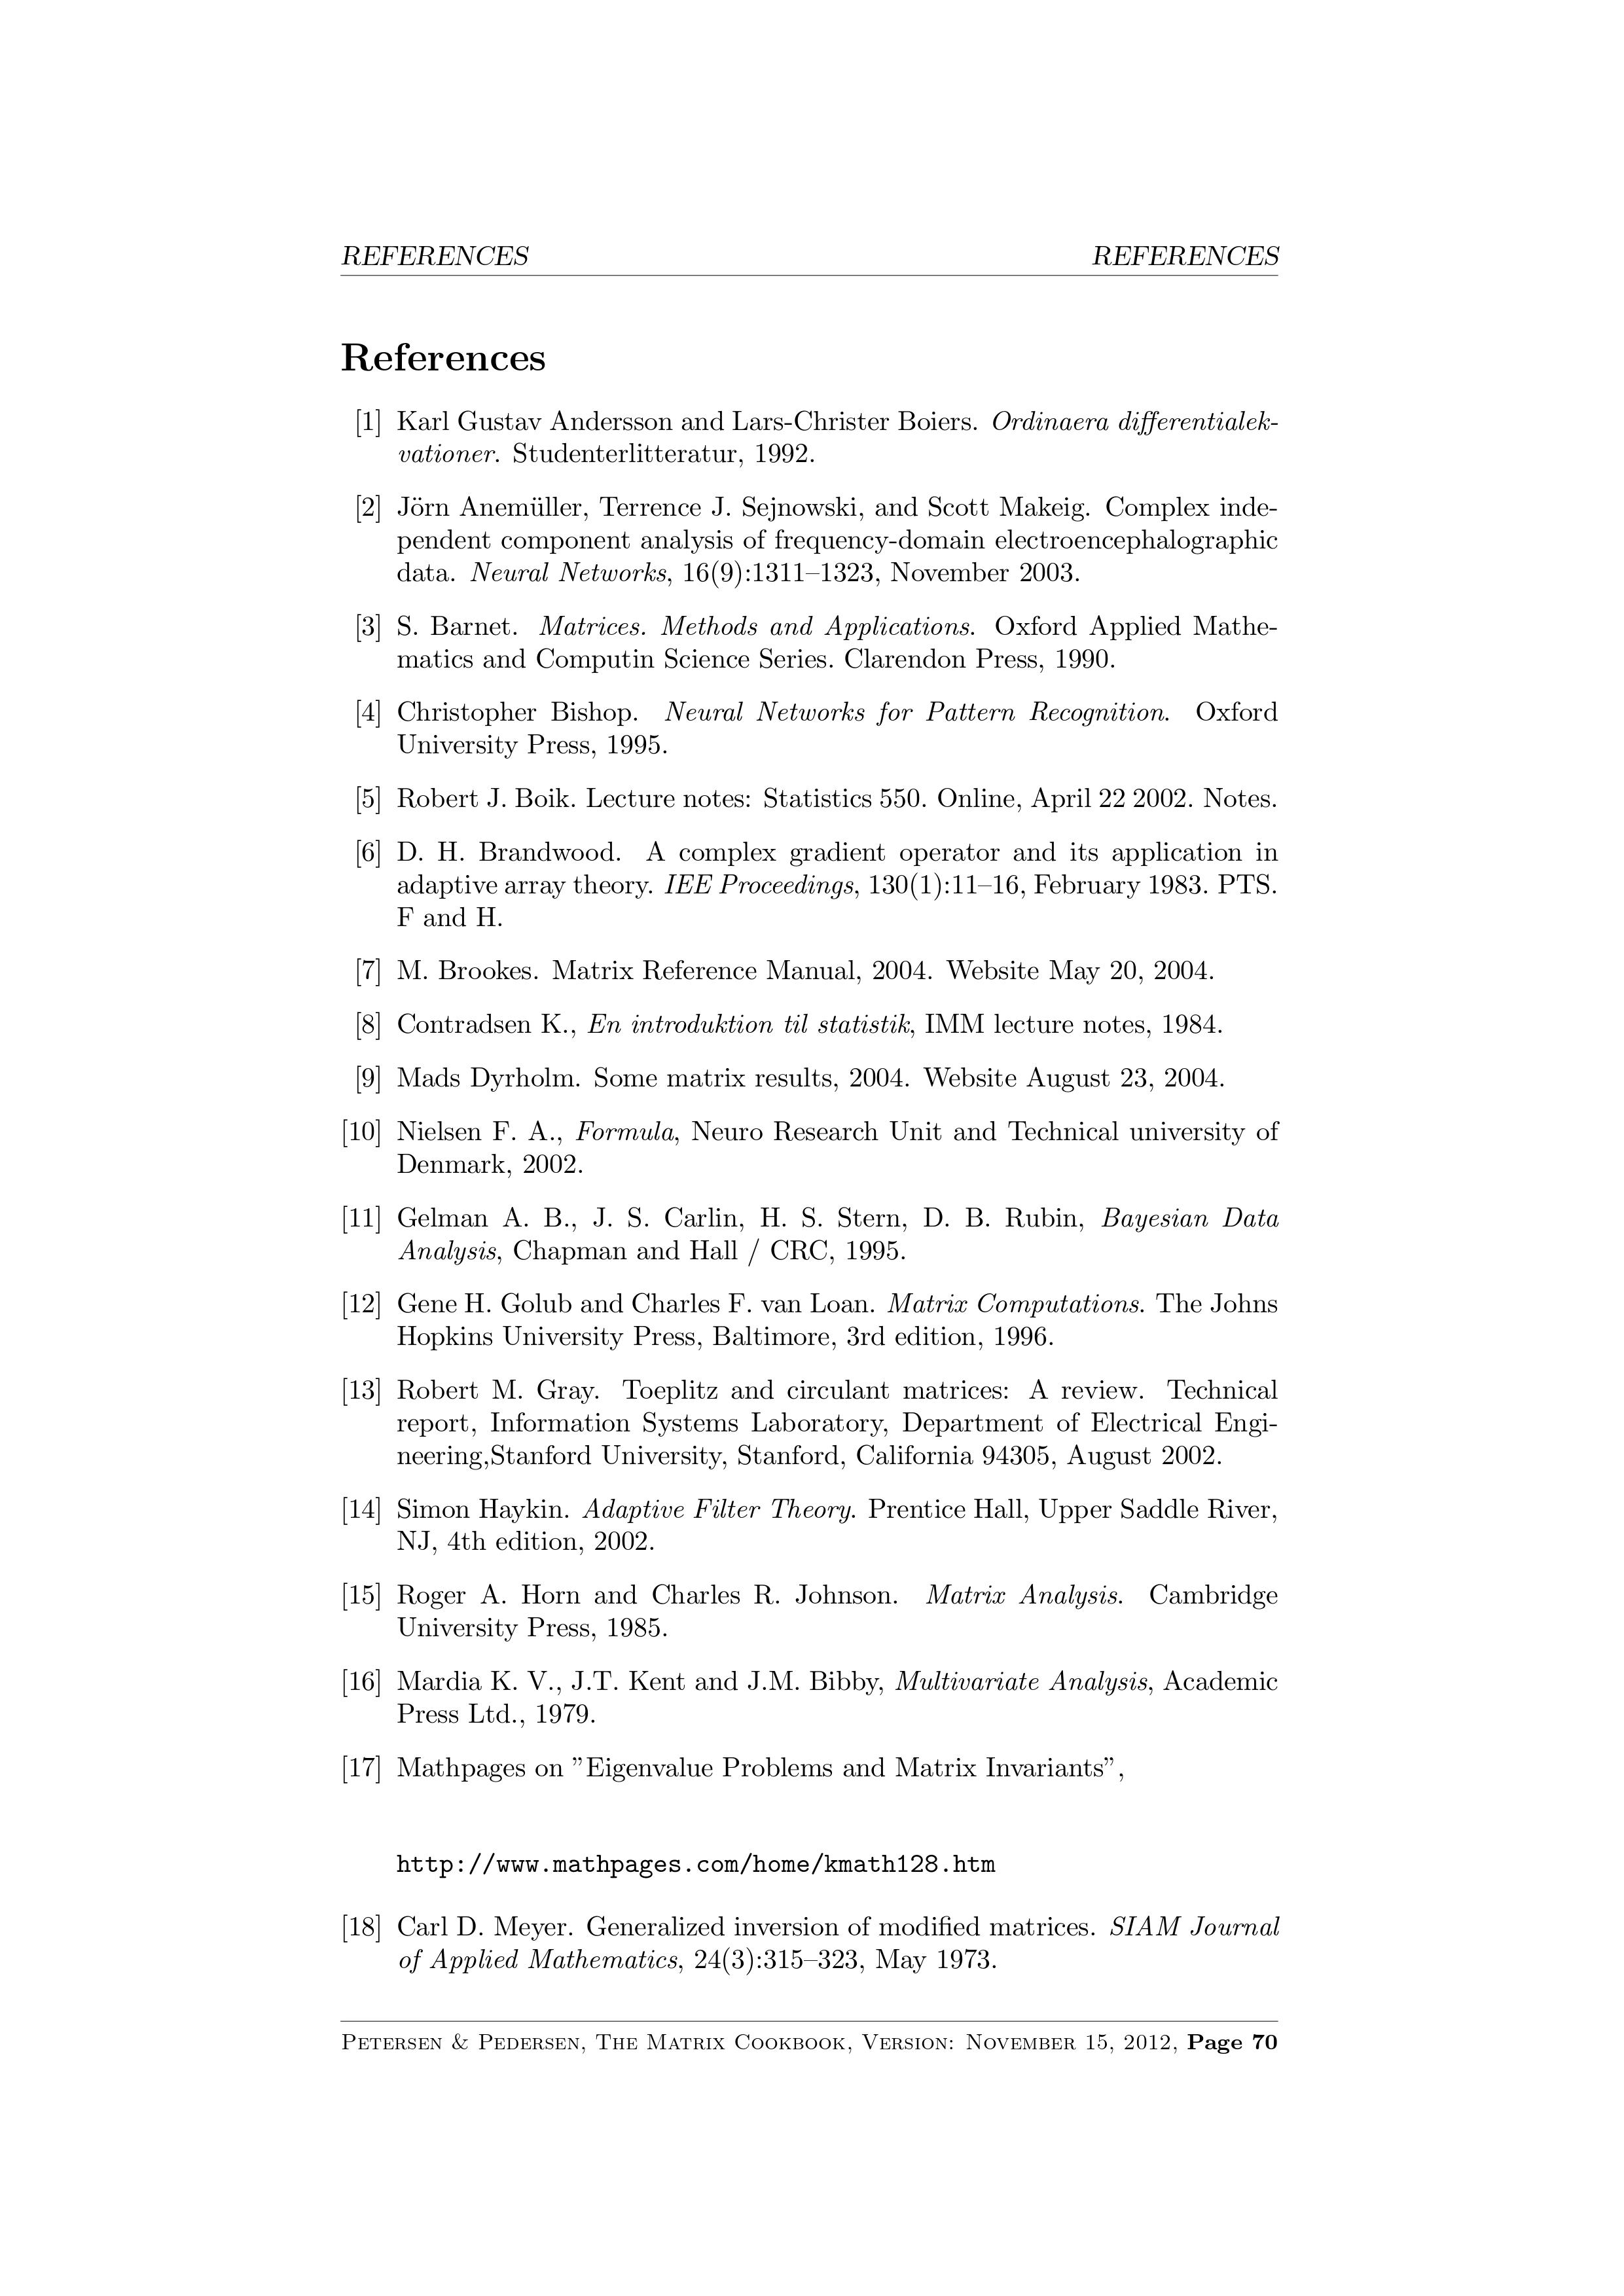 REFERENCES REFERENCES
References
[1] Karl Gustav Andersson and Lars-Christer Boiers. Ordinaera differentialek-
vationer. Studenterlitteratur, 1992.
[2] Jörn Anemüller, Terrence J. Sejnowski, and Scott Makeig. Complex inde-
pendent component analysis of frequency-domain electroencephalographic
data. Neural Networks, 16(9):1311–1323, November 2003.
[3] S. Barnet. Matrices. Methods and Applications. Oxford Applied Mathe-
matics and Computin Science Series. Clarendon Press, 1990.
[4] Christopher Bishop. Neural Networks for Pattern Recognition. Oxford
University Press, 1995.
[5] Robert J. Boik. Lecture notes: Statistics 550. Online, April 22 2002. Notes.
[6] D. H. Brandwood. A complex gradient operator and its application in
adaptive array theory. IEE Proceedings, 130(1):11–16, February 1983. PTS.
F and H.
[7] M. Brookes. Matrix Reference Manual, 2004. Website May 20, 2004.
[8] Contradsen K., En introduktion til statistik, IMM lecture notes, 1984.
[9] Mads Dyrholm. Some matrix results, 2004. Website August 23, 2004.
[10] Nielsen F. A., Formula, Neuro Research Unit and Technical university of
Denmark, 2002.
[11] Gelman A. B., J. S. Carlin, H. S. Stern, D. B. Rubin, Bayesian Data
Analysis, Chapman and Hall / CRC, 1995.
[12] Gene H. Golub and Charles F. van Loan. Matrix Computations. The Johns
Hopkins University Press, Baltimore, 3rd edition, 1996.
[13] Robert M. Gray. Toeplitz and circulant matrices: A review. Technical
report, Information Systems Laboratory, Department of Electrical Engi-
neering,Stanford University, Stanford, California 94305, August 2002.
[14] Simon Haykin. Adaptive Filter Theory. Prentice Hall, Upper Saddle River,
NJ, 4th edition, 2002.
[15] Roger A. Horn and Charles R. Johnson. Matrix Analysis. Cambridge
University Press, 1985.
[16] Mardia K. V., J.T. Kent and J.M. Bibby, Multivariate Analysis, Academic
Press Ltd., 1979.
[17] Mathpages on ”Eigenvalue Problems and Matrix Invariants”,
http://www.mathpages.com/home/kmath128.htm
[18] Carl D. Meyer. Generalized inversion of modified matrices. SIAM Journal
of Applied Mathematics, 24(3):315–323, May 1973.
Petersen & Pedersen, The Matrix Cookbook, Version: November 15, 2012, Page 70